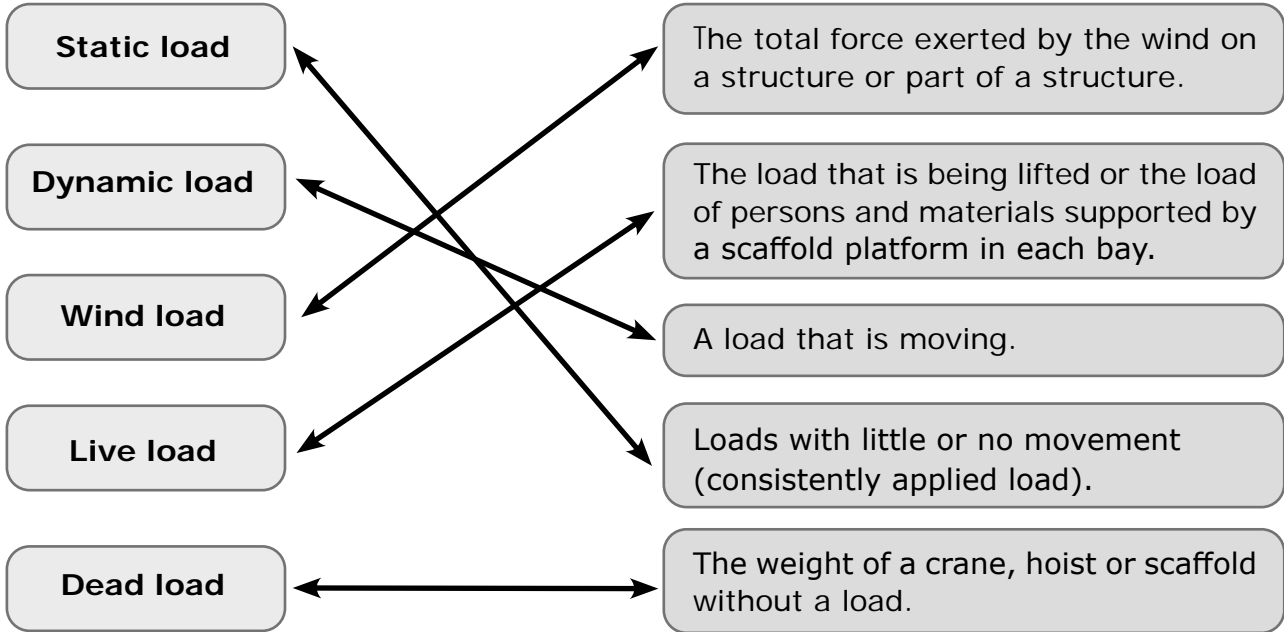 Static load
The total force exerted by the wind on
a structure or part of a structure.
Dynamic load
The load that is being lifted or the load
of persons and materials supported by
a scaffold platform in each bay.
Wind load
A load that is moving.
Live load
Loads with little or no movement
(consistently applied load).
Dead load
The weight of a crane, hoist or scaffold
without a load.